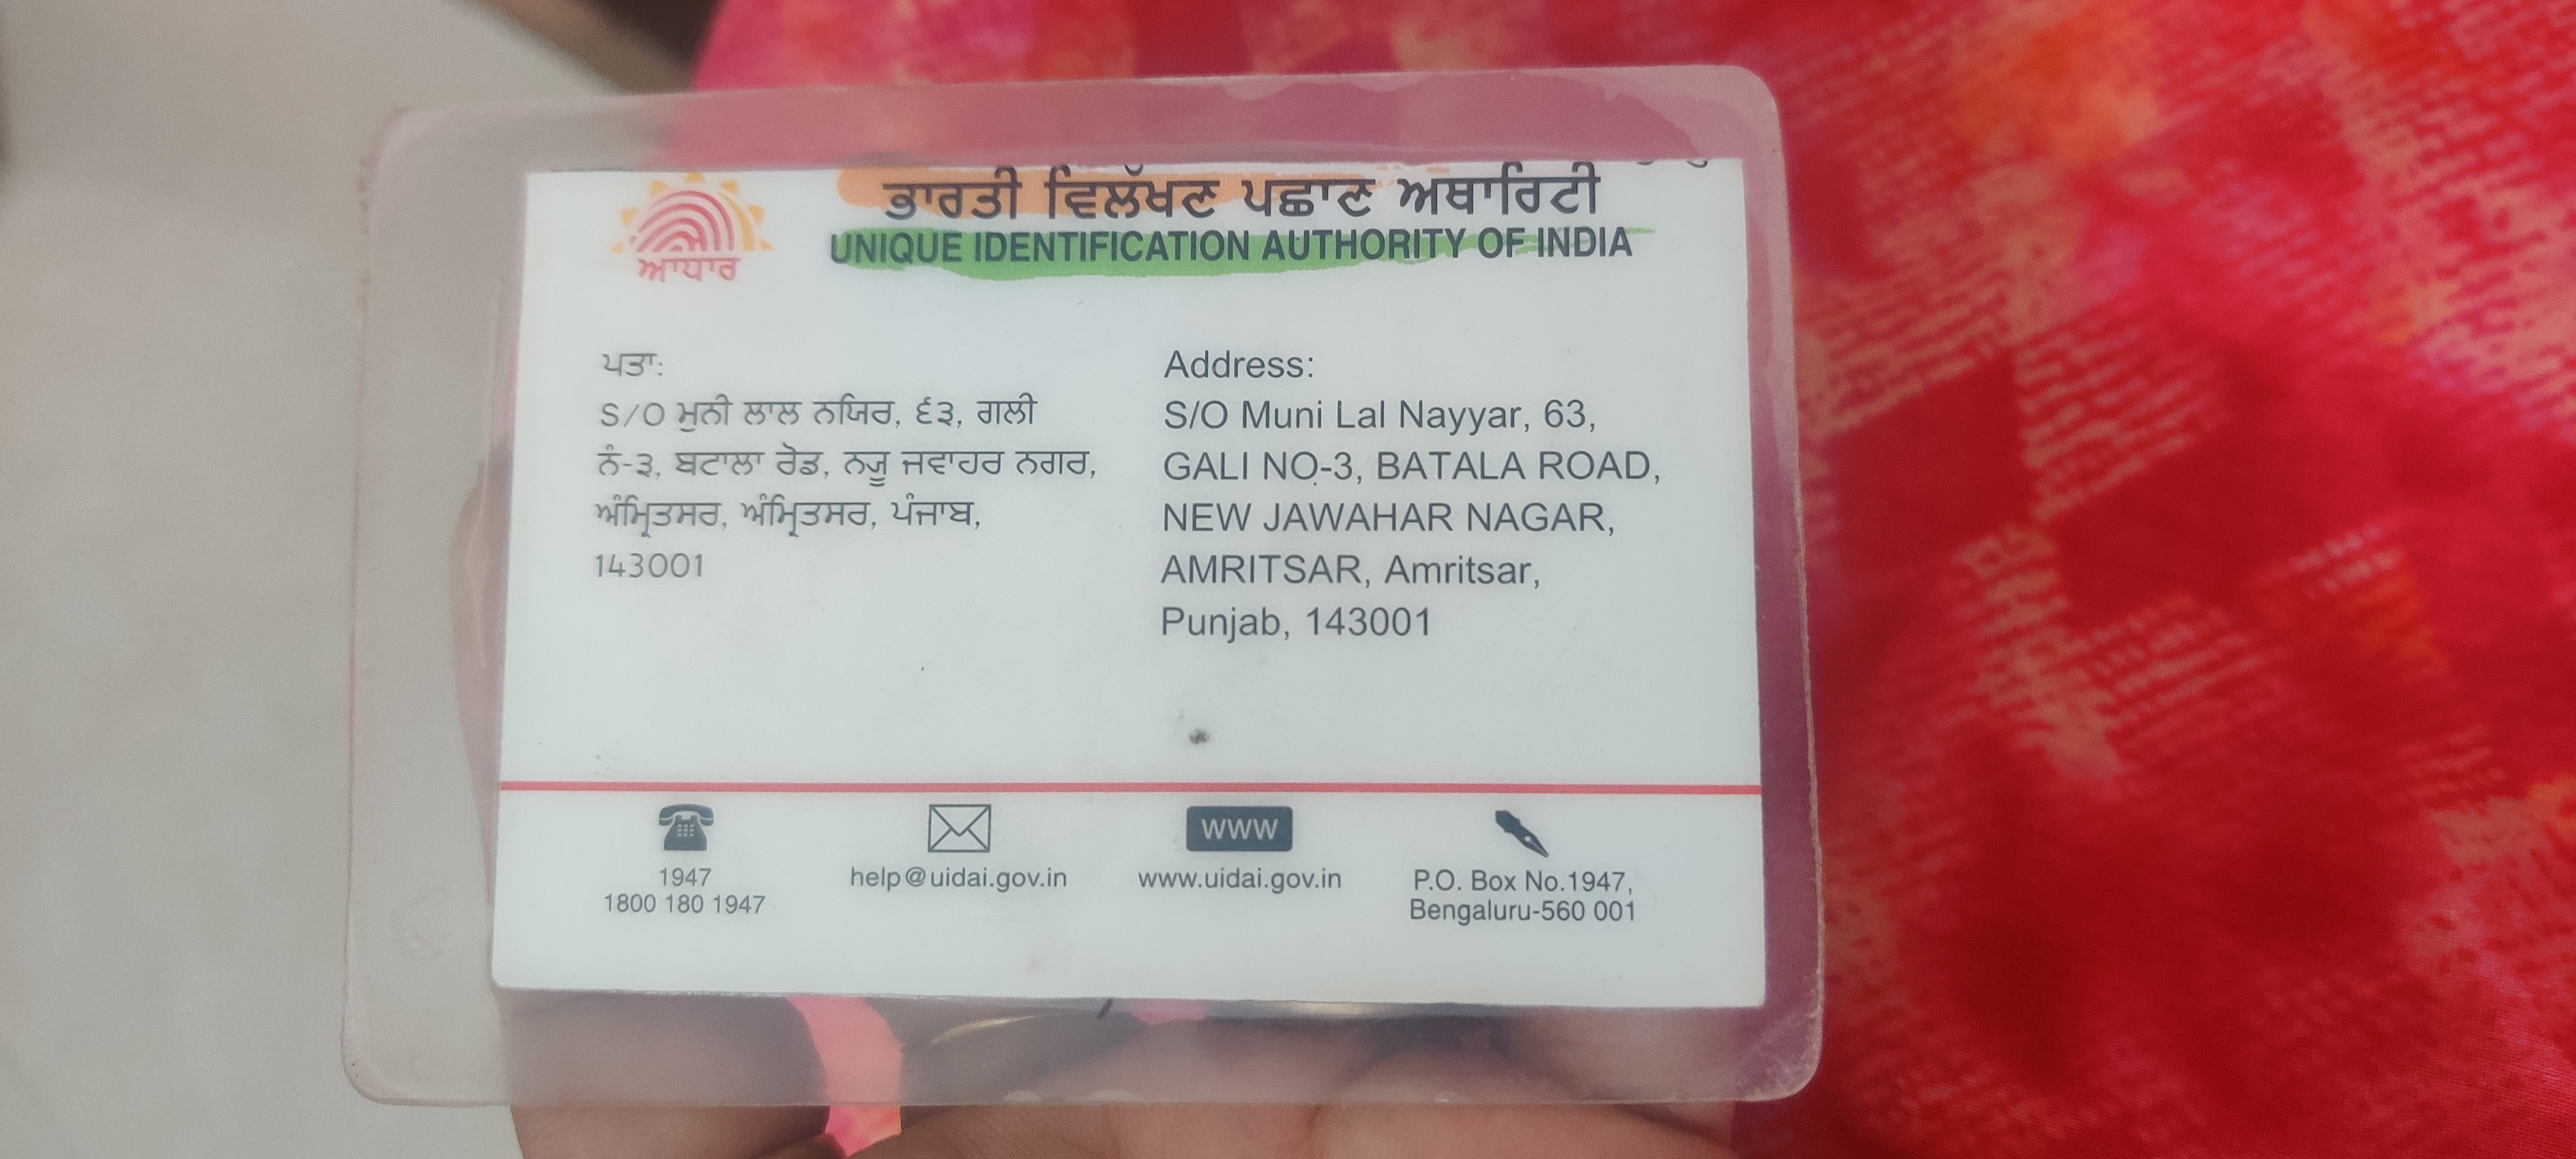 ਭਾਰਤੀ ਵਿਲੱਖਣ ਪਛਾਣ ਅਥਾਰਿਟੀ
UNIQUE IDENTIFICATION AUTHORITY OF INDIA
ਆਧਾਰ
ਪਤਾ:
S/O ਮੁਨੀ ਲਾਲ ਨਯਿਰ, ੬੩, ਗਲੀ
ਨੰ-੩, ਬਟਾਲਾ ਰੋਡ, ਨਯੂ ਜਵਾਹਰ ਨਗਰ,
ਅੰਮ੍ਰਿਤਸਰ, ਅੰਮ੍ਰਿਤਸਰ, ਪੰਜਾਬ,
143001
Address:
S/O Muni Lal Nayyar, 63,
GALI NO-3, BATALA ROAD,
NEW JAWAHAR NAGAR,
AMRITSAR, Amritsar,
Punjab, 143001
1947
1800 180 1947
help@uidai.gov.in
WWW
www.uidai.gov.in
P.O. Box No.1947,
Bengaluru-560 001